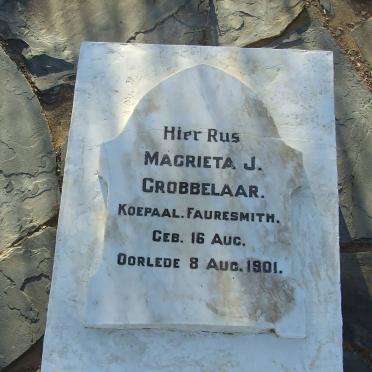 Hier Rus
Magrieta J.
Grobbelaar.
Koepaal. Fauresmith.
Geb. 16 Aug.
Oorlede 8 Aug. 1901.